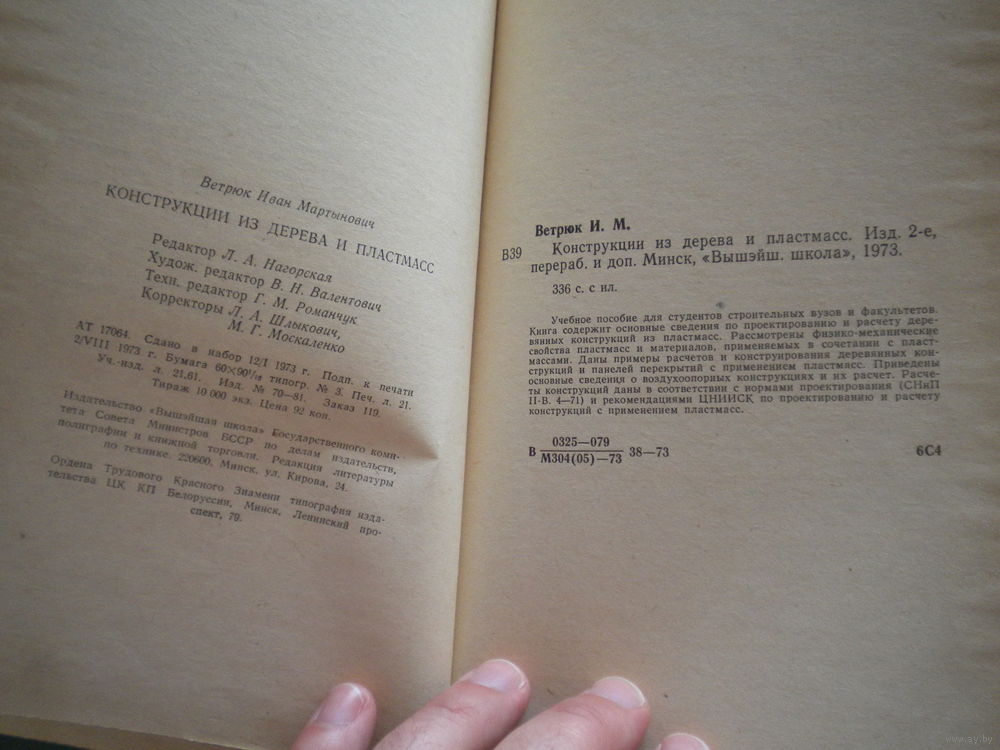 Ветрюк Иван Мартынович
КОНСТРУКЦИИ ИЗ ДЕРЕВА И ПЛАСТМАСС
Редактор Л. А. Нагорская
Худож. редактор В. Н. Валентович
Техн. редактор Г. М. Романчук
Корректоры Л. А. Шлыкович,
М. Г. Москаленко
АТ 17064. Сдано в набор 12/I 1973 г. Подп. к печати
2/VIII 1973 г. Бумага 60×90¹/₁₆ типогр. № 3. Печ. л. 21.
Уч.-изд. л. 21,61. Изд. № 70—81. Заказ 119.
Тираж 10 000 экз. Цена 92 коп.
Издательство «Вышэйшая школа» Государственного коми-
тета Совета Министров БССР по делам издательств,
полиграфии и книжной торговли. Редакция литературы
по технике. 220600, Минск, ул. Кирова, 24.
Ордена Трудового Красного Знамени типография изда-
тельства ЦК КП Белоруссии, Минск, Ленинский про-
спект, 79.
Ветрюк И. М.
В39 Конструкции из дерева и пластмасс. Изд. 2-е,
перераб. и доп. Минск, «Вышэйш. школа», 1973.
336 с. с ил.
Учебное пособие для студентов строительных вузов и факультетов.
Книга содержит основные сведения по проектированию и расчету дере-
вянных конструкций из пластмасс. Рассмотрены физико-механические
свойства пластмасс и материалов, применяемых в сочетании с пласт-
массами. Даны примеры расчетов и конструирования деревянных кон-
струкций и панелей перекрытий с применением пластмасс. Приведены
основные сведения о воздухоопорных конструкциях и их расчет. Расче-
ты конструкций даны в соответствии с нормами проектирования (СНиП
II-В. 4—71) и рекомендациями ЦНИИСК по проектированию и расчету
конструкций с применением пластмасс.
0325—079
В М304(05)—73 38—73 6С4
www.ay.by